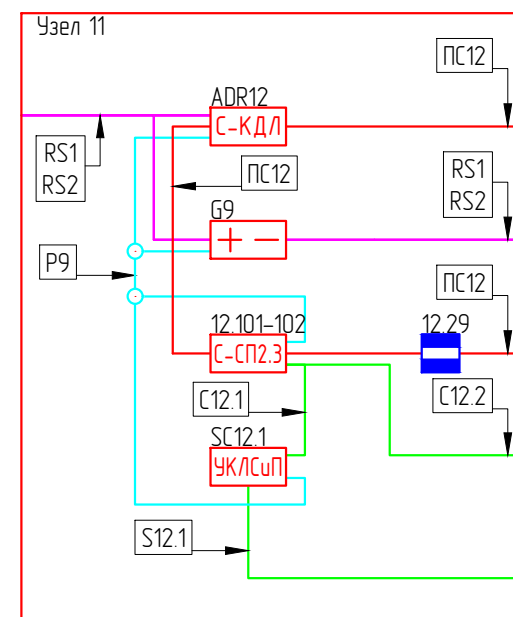 Узел 11
ПС12
ADR12
С-КДЛ
RS1
RS2
ПС12
RS1
RS2
G9
+ -
P9
ПС12
12.101-102
12.29
С-СП2.3
С12.1
С12.2
SC12.1
УКЛСиП
S12.1